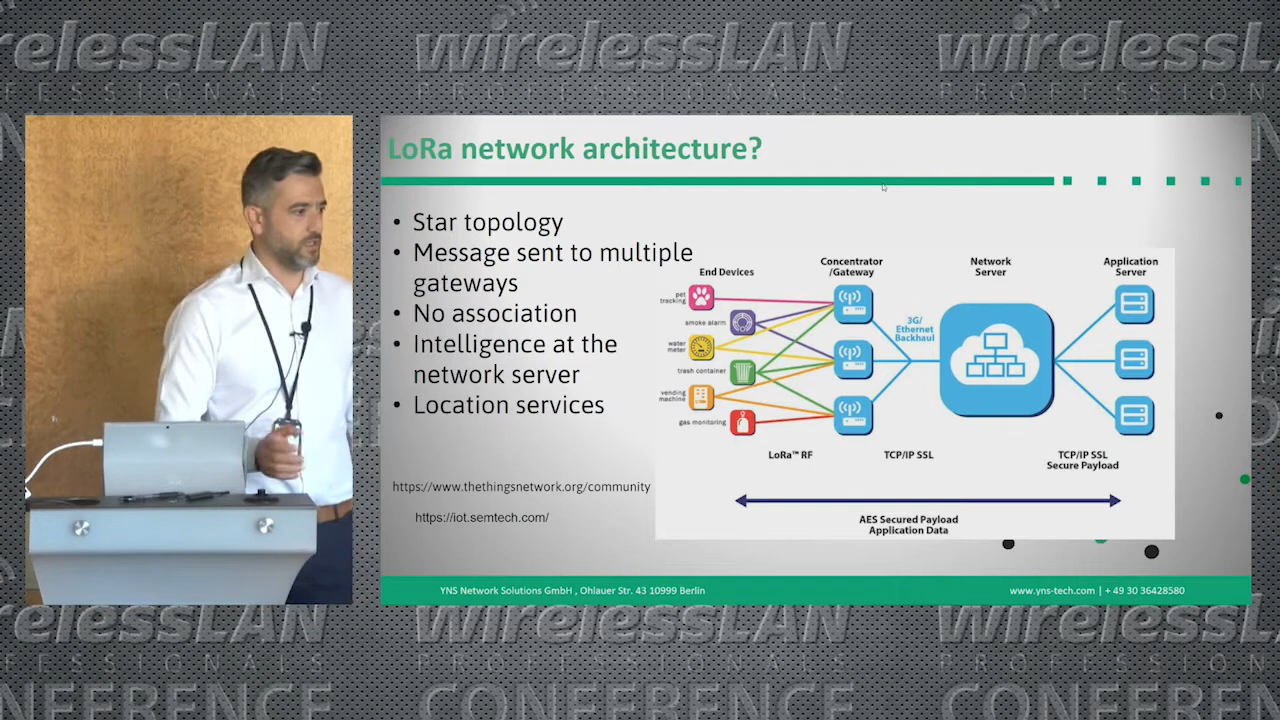 wirelessLAN
PROFESSIONALS
LoRa network architecture?
• Star topology
• Message sent to multiple
gateways
• No association
• Intelligence at the
network server
• Location services
https://www.thethingsnetwork.org/community
https://iot.semtech.com/
End Devices
Concentrator
/Gateway
Network
Server
Application
Server
pet
tracking
smoke alarm
water
meter
trash container
vending
machine
gas monitoring
3G/
Ethernet
Backhaul
LoRa™ RF
TCP/IP SSL
TCP/IP SSL
Secure Payload
AES Secured Payload
Application Data
YNS Network Solutions GmbH , Ohlauer Str. 43 10999 Berlin
www.yns-tech.com | + 49 30 36428580
wirelessLAN
PROFESSIONALS
CONFERENCE